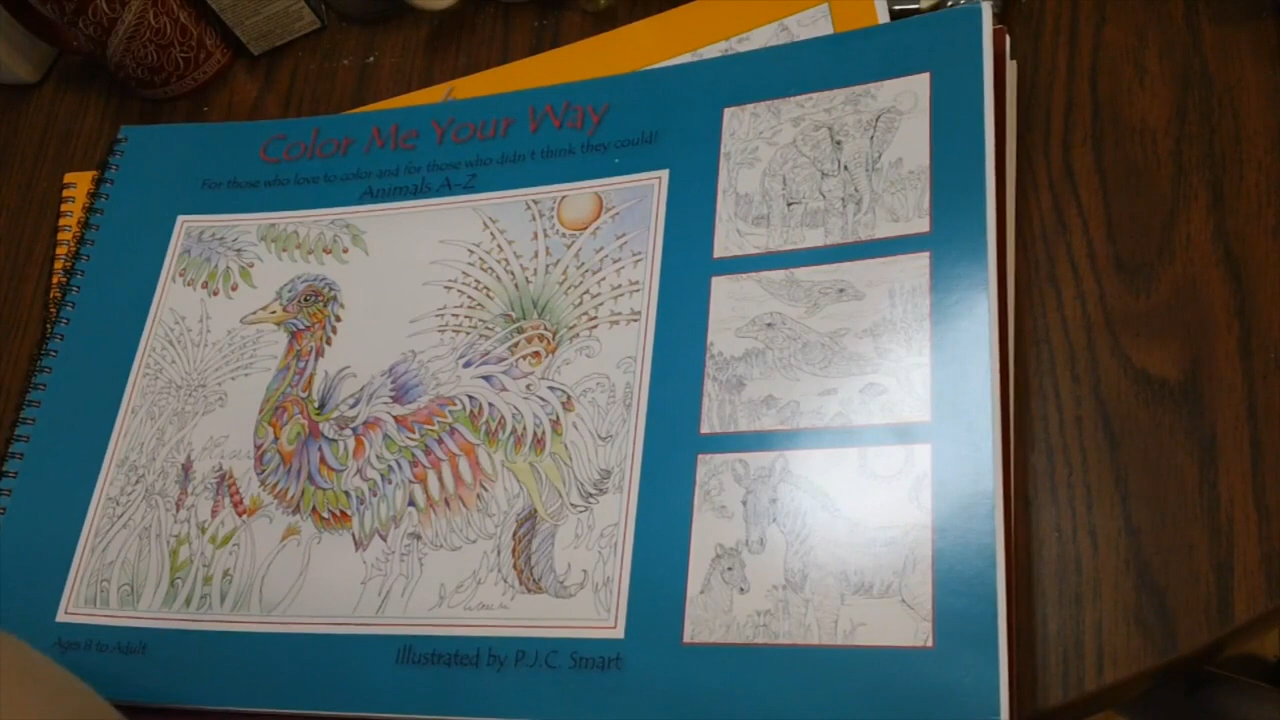 Color Me Your Way
For those who love to color and for those who didn't think they could!
Animals A-Z
Ages 8 to Adult
Illustrated by P.J.C. Smart